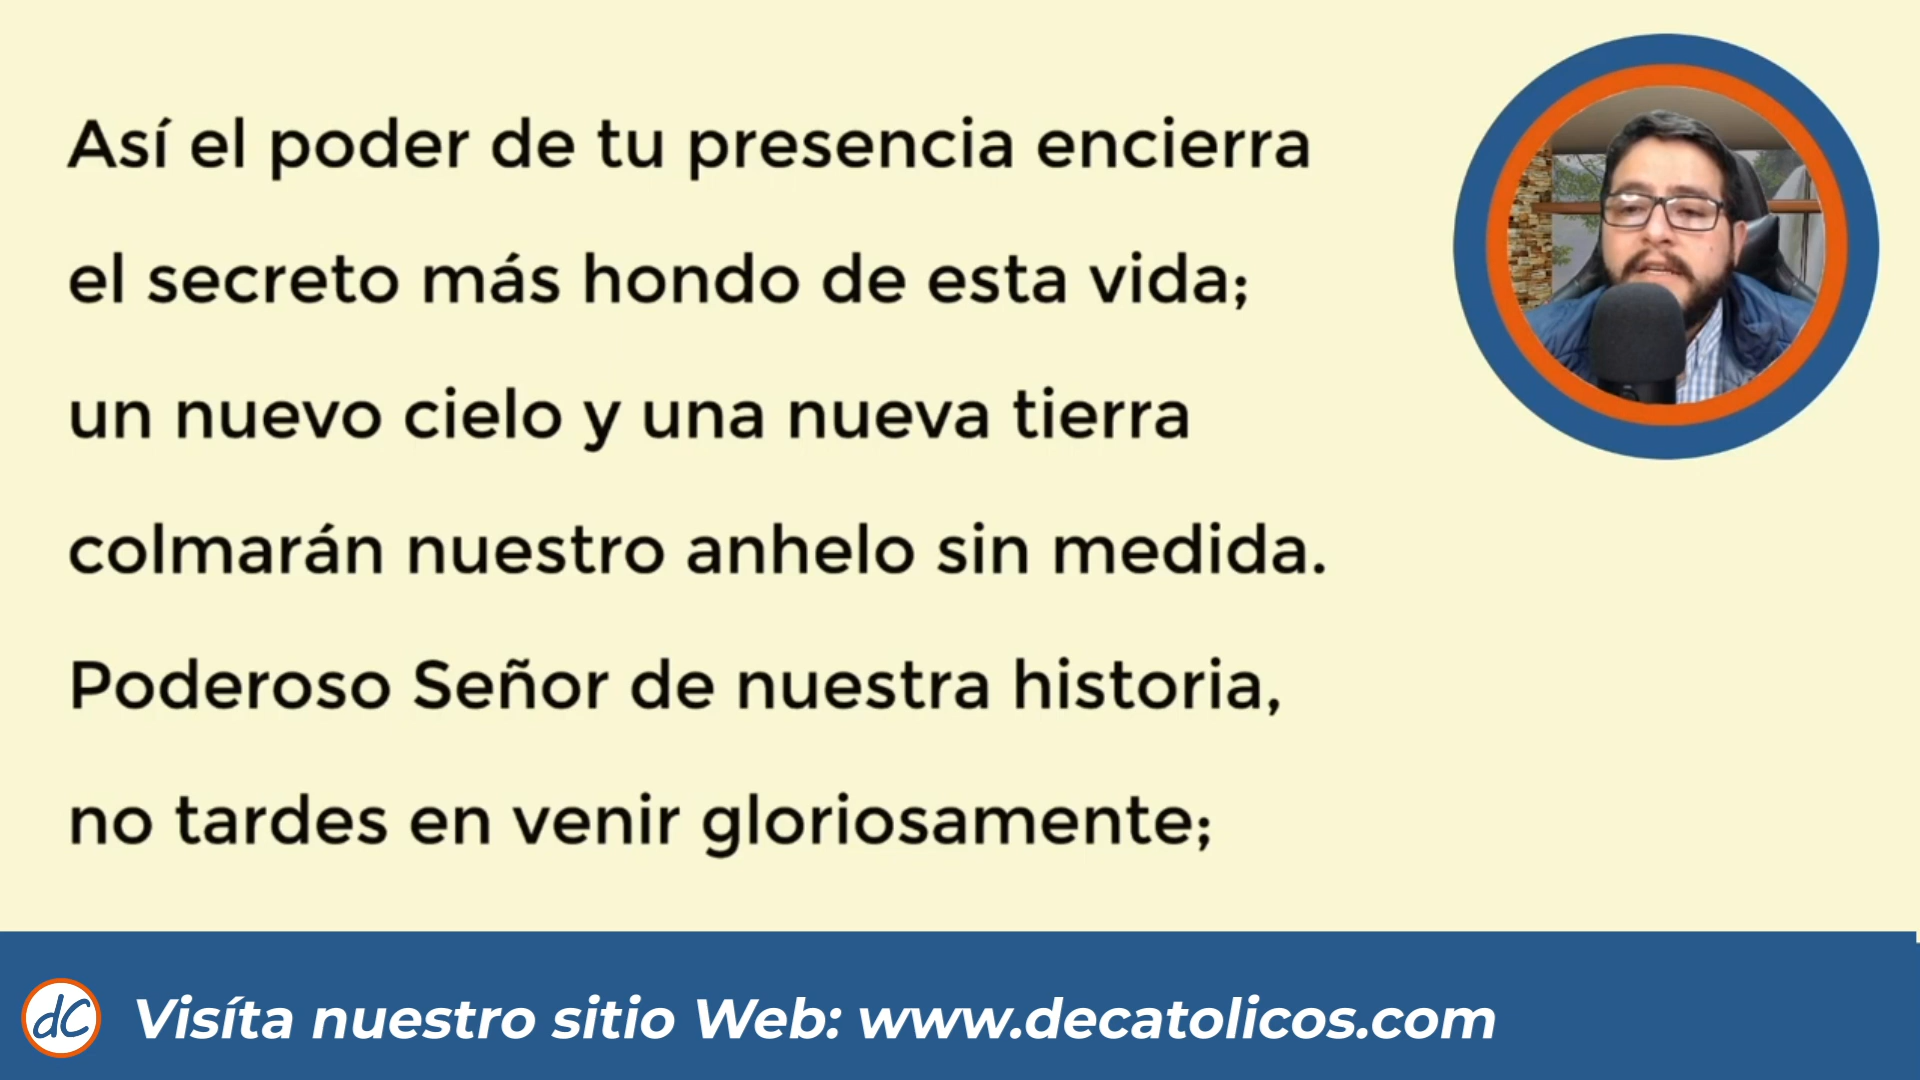 Así el poder de tu presencia encierra
el secreto más hondo de esta vida;
un nuevo cielo y una nueva tierra
colmarán nuestro anhelo sin medida.
Poderoso Señor de nuestra historia,
no tardes en venir gloriosamente;
dC Visíta nuestro sitio Web: www.decatolicos.com